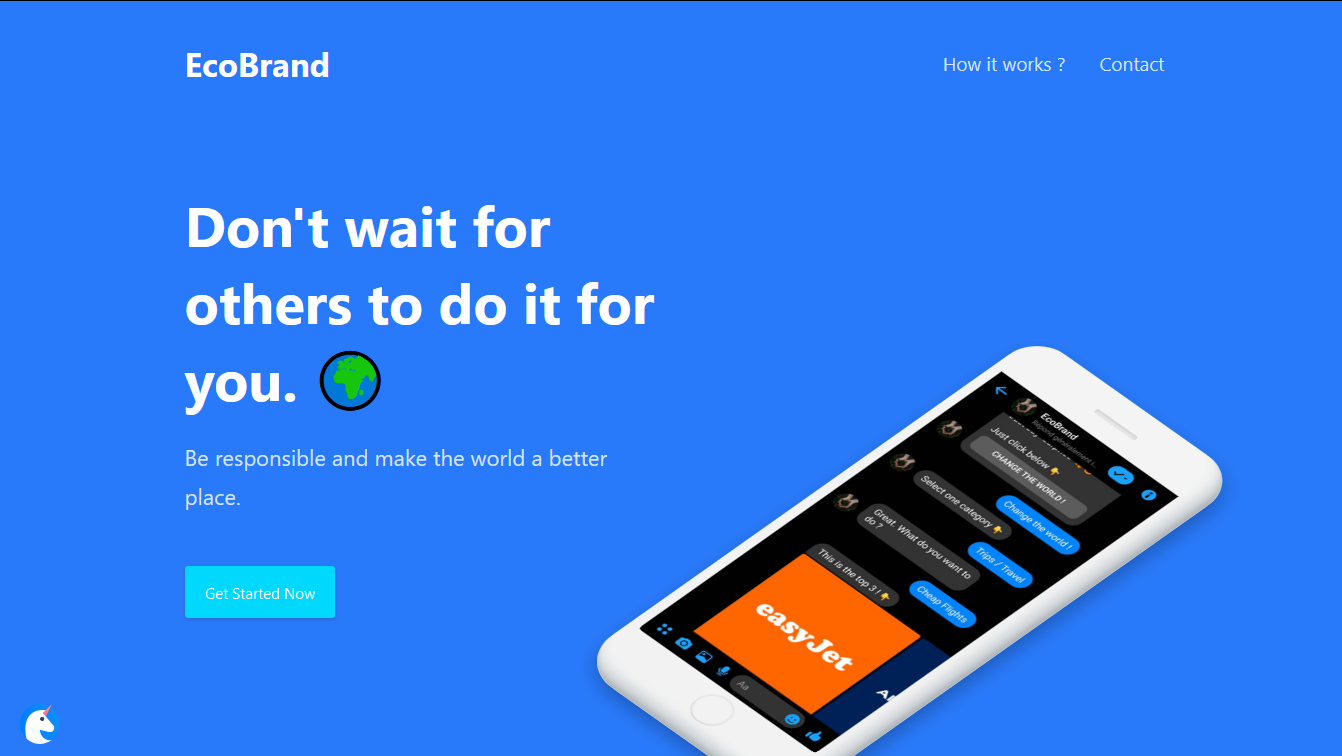 EcoBrand
How it works ?
Contact
Don't wait for
others to do it for
you.
Be responsible and make the world a better
place.
Get Started Now
EcoBrand
Just click below 👇
CHANGE THE WORLD !
Change the world !
Select one category 👇
Trips / Travel
Great. What do you want to
do ?
Cheap Flights
This is the top 3 ! 👇
easyJet
Aa